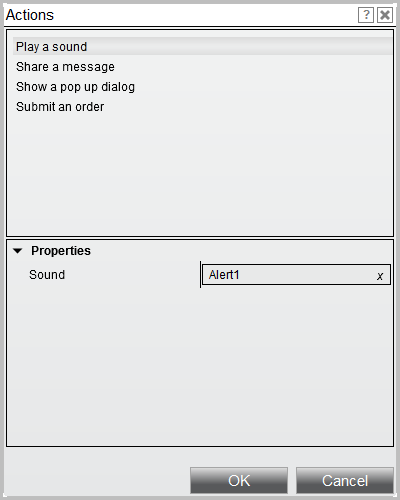 Actions ?
Play a sound
Share a message
Show a pop up dialog
Submit an order
Properties
Sound Alert1 x
OK Cancel